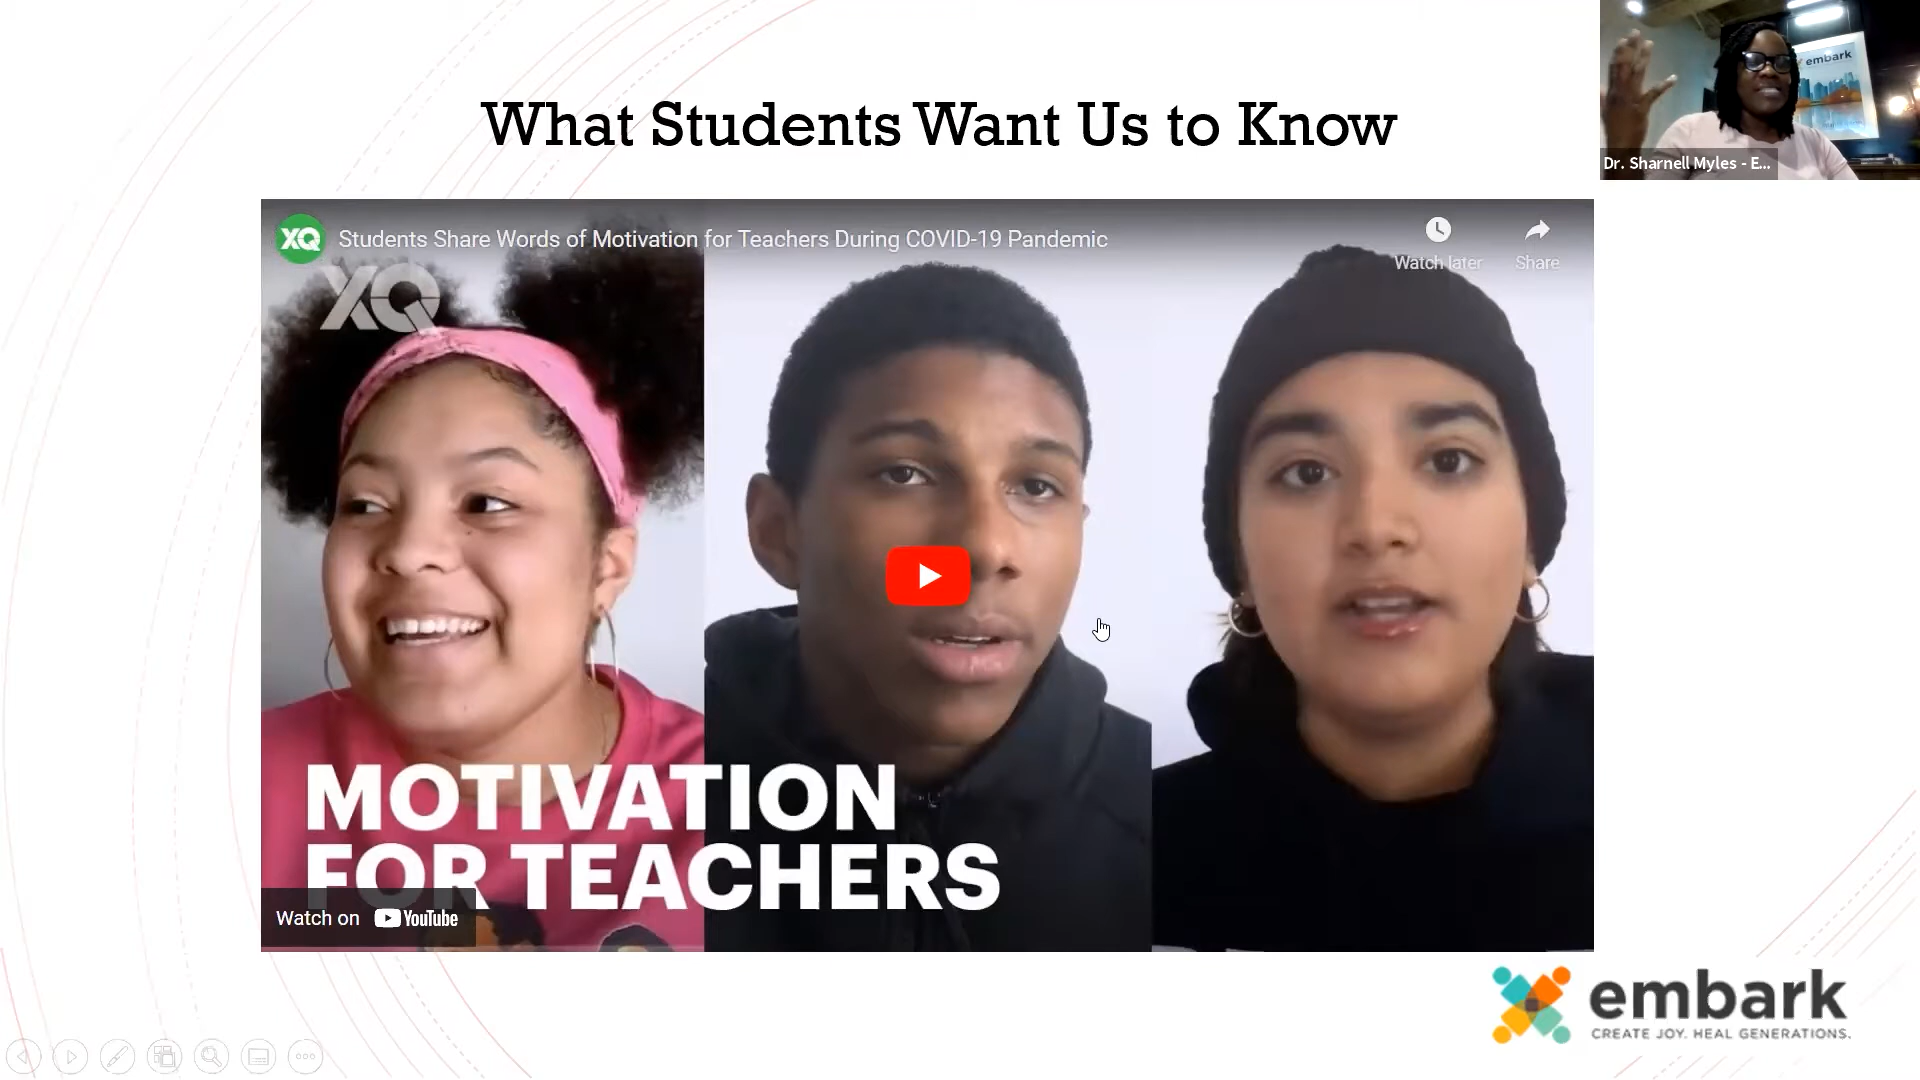 What Students Want Us to Know
embark
Dr. Sharnell Myles - E...
XQ
Students Share Words of Motivation for Teachers During COVID-19 Pandemic
Watch later
Share
XQ
MOTIVATION
FOR TEACHERS
Watch on YouTube
embark
CREATE JOY. HEAL GENERATIONS.